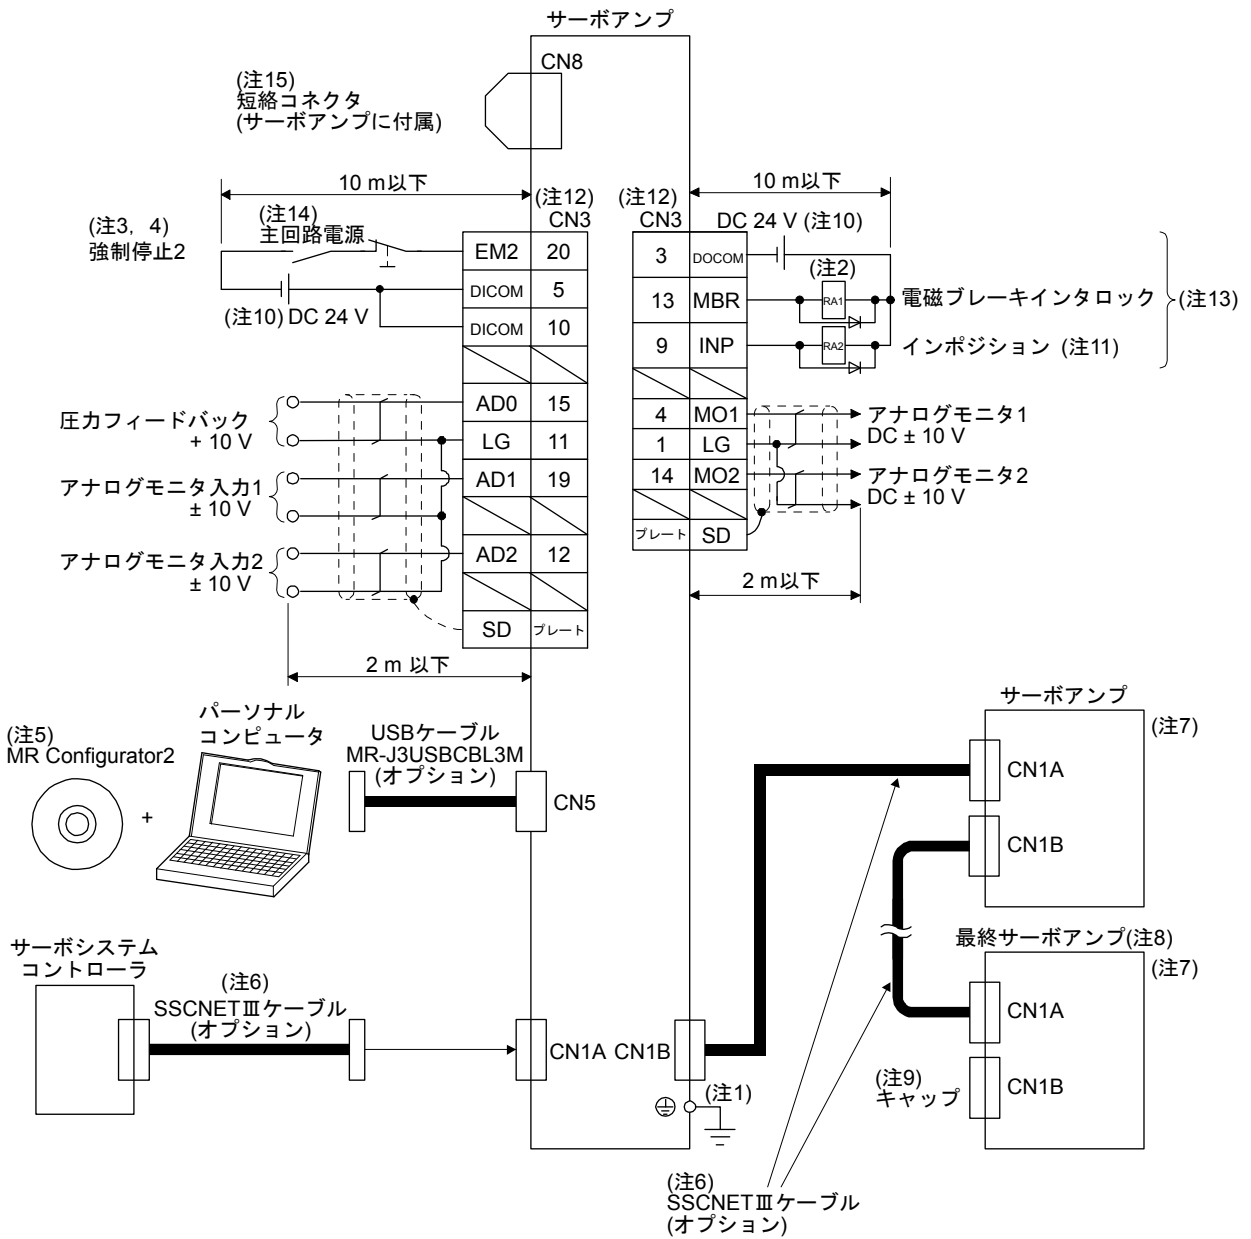 サーボアンプ
CN8
(注15)
短絡コネクタ
(サーボアンプに付属)
10 m以下
(注12)
CN3
(注3, 4)
強制停止2
(注14)
主回路電源
EM2 20
DICOM 5
(注10) DC 24 V
DICOM 10
圧力フィードバック
+ 10 V
AD0 15
LG 11
アナログモニタ入力1
± 10 V
AD1 19
アナログモニタ入力2
± 10 V
AD2 12
SD プレート
2 m 以下
(注12)
CN3
10 m以下
DC 24 V (注10)
3 DOCOM
(注2)
13 MBR
RA1
電磁ブレーキインタロック
(注13)
9 INP
RA2
インポジション (注11)
4 MO1
アナログモニタ1
DC ± 10 V
1 LG
14 MO2
アナログモニタ2
DC ± 10 V
プレート SD
2 m以下
(注5)
MR Configurator2
+
パーソナル
コンピュータ
USBケーブル
MR-J3USBCBL3M
(オプション)
CN5
サーボアンプ
(注7)
CN1A
CN1B
最終サーボアンプ(注8)
(注7)
CN1A
(注9)
キャップ
CN1B
サーボシステム
コントローラ
(注6)
SSCNETⅢケーブル
(オプション)
CN1A CN1B
(注1)
(注6)
SSCNETⅢケーブル
(オプション)